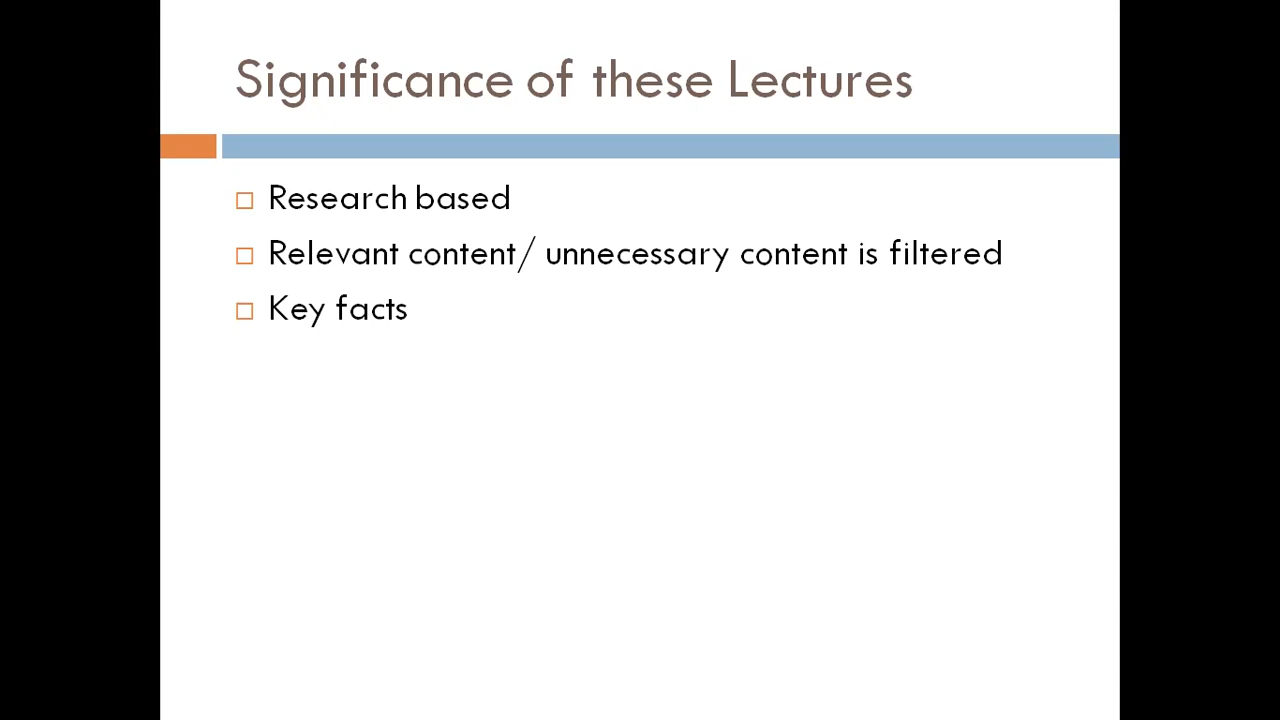 Significance of these Lectures
Research based
Relevant content/ unnecessary content is filtered
Key facts